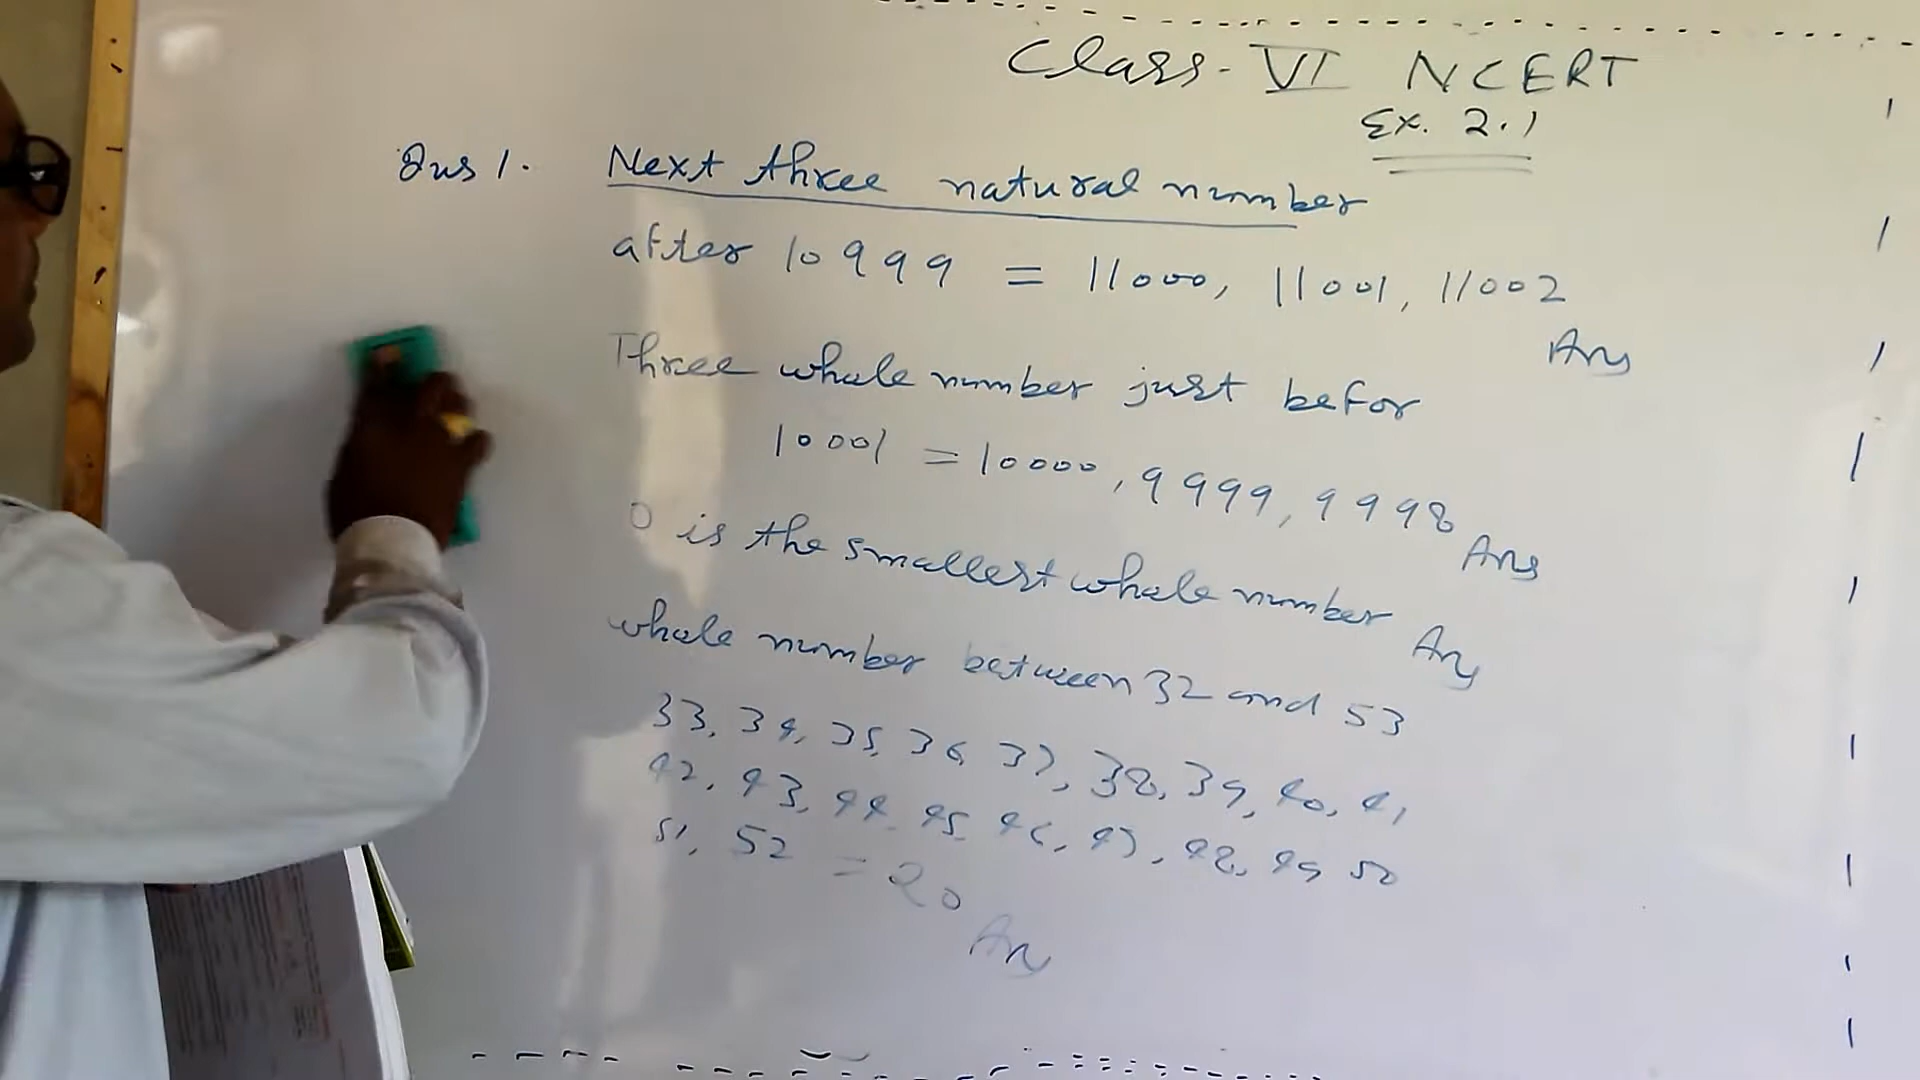 Class-VI NCERT
Ex. 2.1
Qus 1. Next three natural number
after 10999 = 11000, 11001, 11002
Ans
Three whole number just befor
10001 = 10000, 9999, 9998
Ans
0 is the smallest whole number
Ans
whole number between 32 and 53
33, 34, 35, 36 37, 38, 39, 40, 41
42, 43, 44 45 46, 47, 48, 49 50
51, 52 = 20
Ans